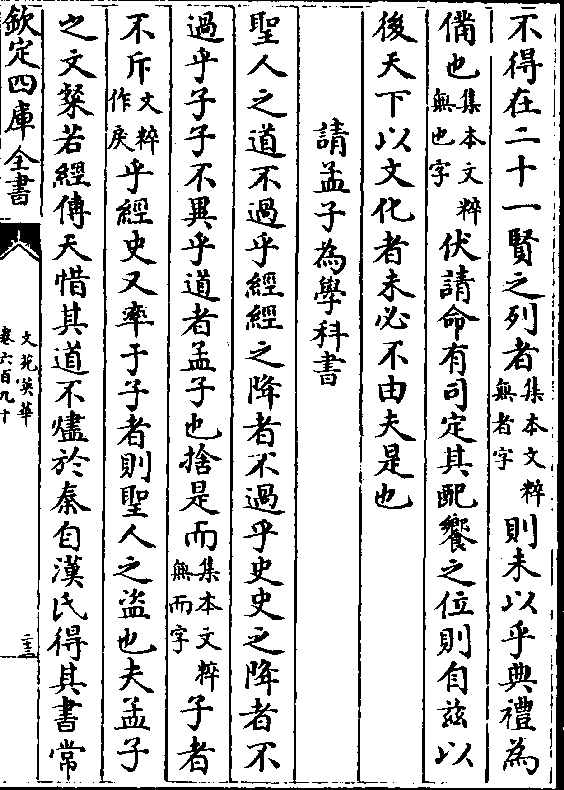 不得在二十一賢之列者集本文粹無者字則未以乎典禮為
備也集本文粹無也字伏請命有司定其配饗之位則自茲以
後天下以文化者未必不由夫是也
請孟子為學科書
聖人之道不過乎經經之降者不過乎史史之降者不
過乎子子不異乎道者孟子也捨是而集本文粹無而字子者
不斥文粹作戾乎經史又率于子者則聖人之盜也夫孟子
之文粲若經傳天惜其道不燼於秦自漢氏得其書常
欽定四庫全書
文苑英華
卷六百九十
二十三